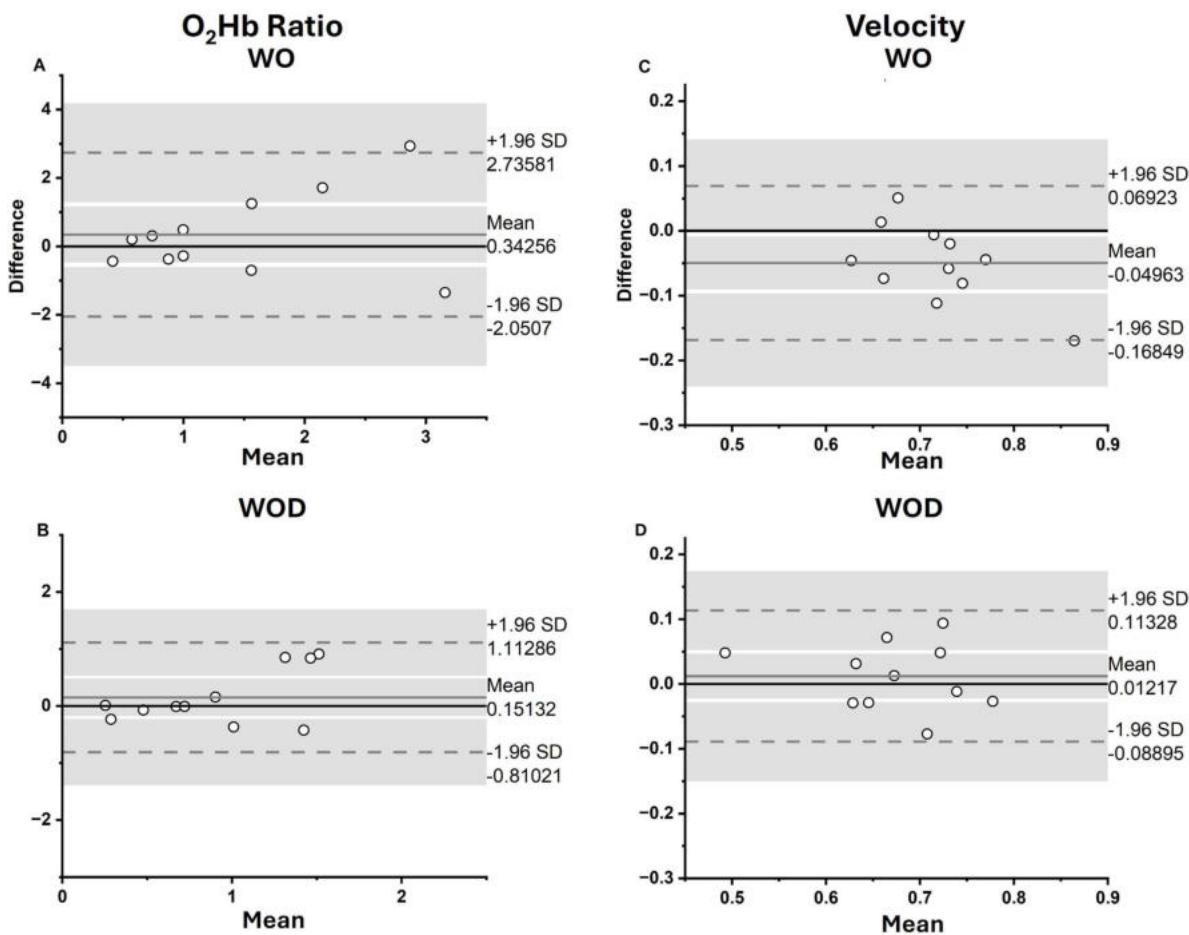 O₂Hb Ratio
WO
A
4
2
0
−2
−4
Difference
0
1
2
3
Mean
+1.96 SD
2.73581
Mean
0.34256
-1.96 SD
-2.0507
Velocity
WO
C
0.2
0.1
0.0
−0.1
−0.2
−0.3
Difference
0.5
0.6
0.7
0.8
0.9
Mean
+1.96 SD
0.06923
Mean
-0.04963
-1.96 SD
-0.16849
WOD
B
2
0
−2
0
1
2
Mean
+1.96 SD
1.11286
Mean
0.15132
-1.96 SD
-0.81021
WOD
D
0.2
0.1
0.0
−0.1
−0.2
−0.3
0.5
0.6
0.7
0.8
0.9
Mean
+1.96 SD
0.11328
Mean
0.01217
-1.96 SD
-0.08895